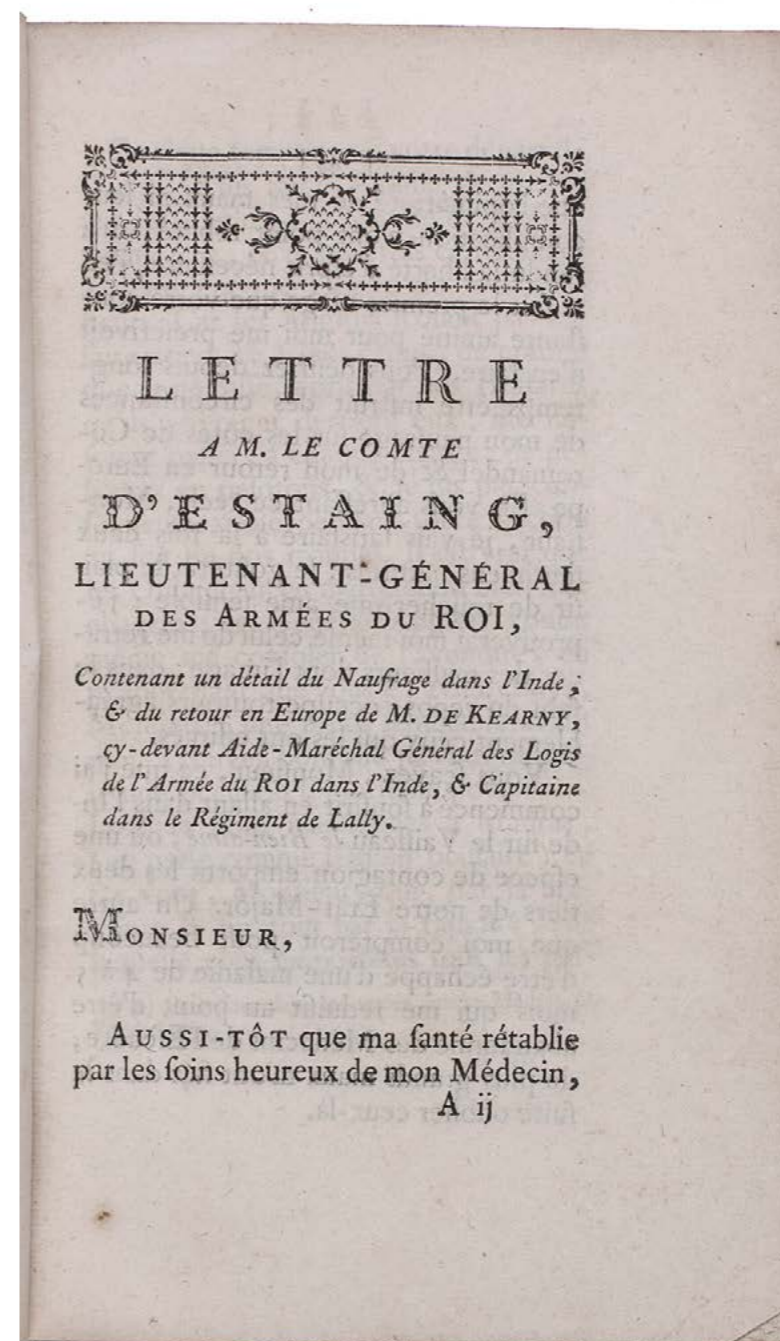 LETTRE
A M. LE COMTE
D'ESTAING,
LIEUTENANT-GÉNÉRAL
DES ARMÉES DU ROI,
Contenant un détail du Naufrage dans l'Inde;
& du retour en Europe de M. DE KEARNY,
çy-devant Aide-Maréchal Général des Logis
de l'Armée du ROI dans l'Inde, & Capitaine
dans le Régiment de Lally.
MONSIEUR,
AUSSI-TÔT que ma ſanté rétablie
par les ſoins heureux de mon Médecin,
A ij